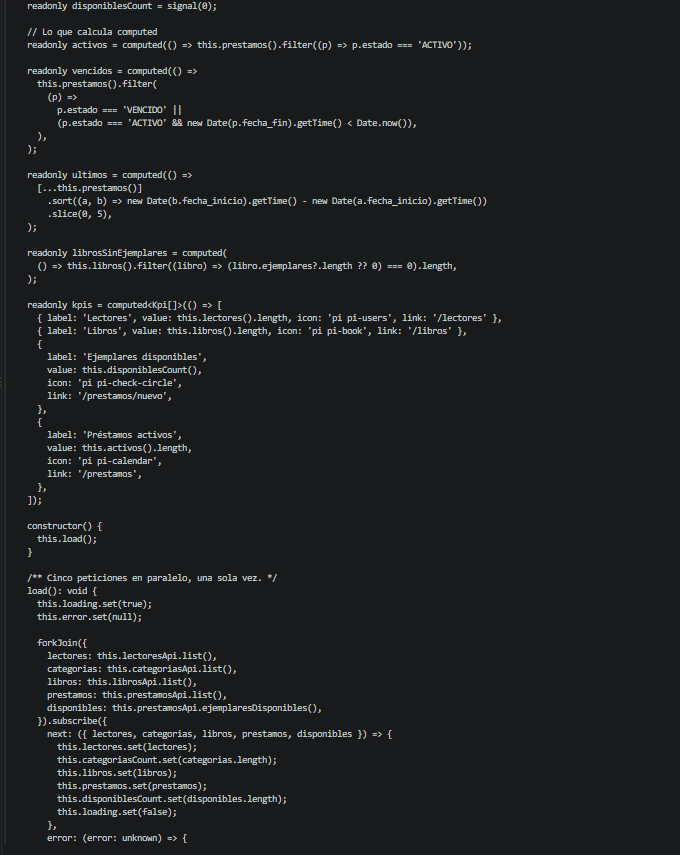 readonly disponiblesCount = signal(0);

// Lo que calcula computed
readonly activos = computed(() => this.prestamos().filter((p) => p.estado === 'ACTIVO'));

readonly vencidos = computed(() =>
  this.prestamos().filter(
    (p) =>
      p.estado === 'VENCIDO' ||
      (p.estado === 'ACTIVO' && new Date(p.fecha_fin).getTime() < Date.now()),
  ),
);

readonly ultimos = computed(() =>
  [...this.prestamos()]
    .sort((a, b) => new Date(b.fecha_inicio).getTime() - new Date(a.fecha_inicio).getTime())
    .slice(0, 5),
);

readonly librosSinEjemplares = computed(
  () => this.libros().filter((libro) => (libro.ejemplares?.length ?? 0) === 0).length,
);

readonly kpis = computed<Kpi[]>(() => [
  { label: 'Lectores', value: this.lectores().length, icon: 'pi pi-users', link: '/lectores' },
  { label: 'Libros', value: this.libros().length, icon: 'pi pi-book', link: '/libros' },
  {
    label: 'Ejemplares disponibles',
    value: this.disponiblesCount(),
    icon: 'pi pi-check-circle',
    link: '/prestamos/nuevo',
  },
  {
    label: 'Préstamos activos',
    value: this.activos().length,
    icon: 'pi pi-calendar',
    link: '/prestamos',
  },
]);

constructor() {
  this.load();
}

/** Cinco peticiones en paralelo, una sola vez. */
load(): void {
  this.loading.set(true);
  this.error.set(null);

  forkJoin({
    lectores: this.lectoresApi.list(),
    categorias: this.categoriasApi.list(),
    libros: this.librosApi.list(),
    prestamos: this.prestamosApi.list(),
    disponibles: this.prestamosApi.ejemplaresDisponibles(),
  }).subscribe({
    next: ({ lectores, categorias, libros, prestamos, disponibles }) => {
      this.lectores.set(lectores);
      this.categoriasCount.set(categorias.length);
      this.libros.set(libros);
      this.prestamos.set(prestamos);
      this.disponiblesCount.set(disponibles.length);
      this.loading.set(false);
    },
    error: (error: unknown) => {